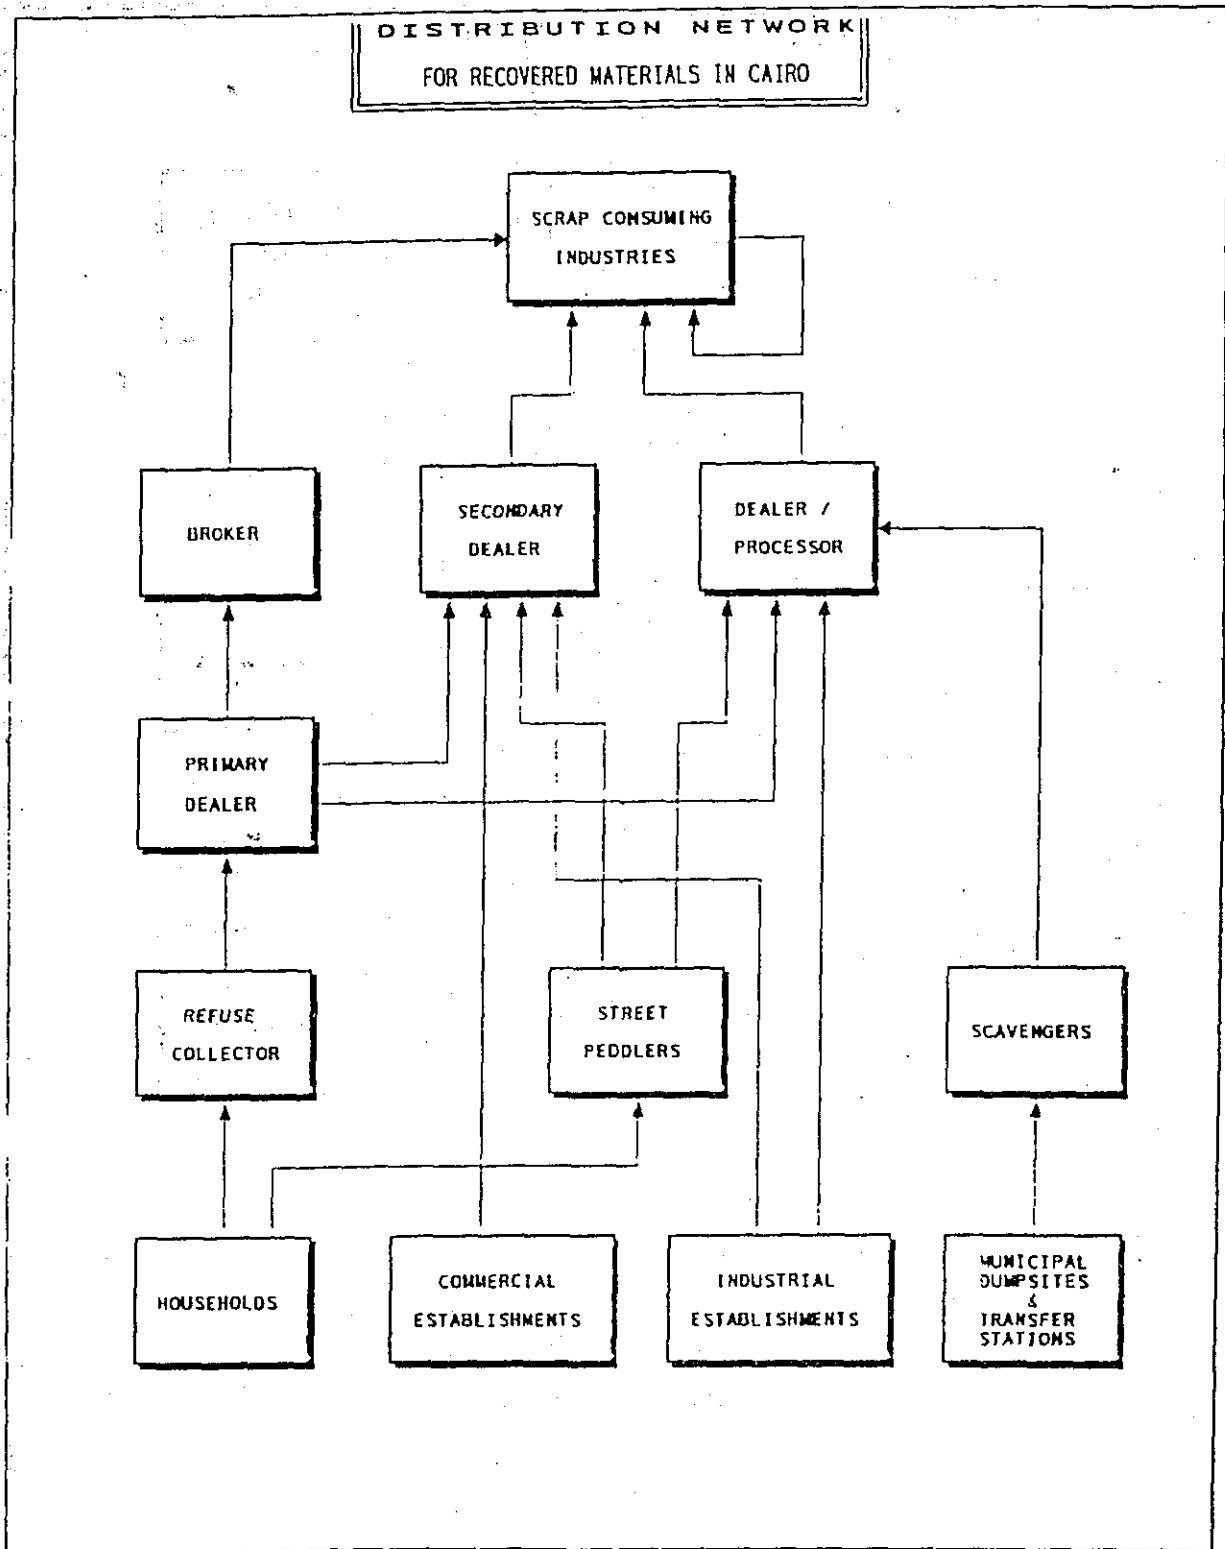 DISTRIBUTION NETWORK
FOR RECOVERED MATERIALS IN CAIRO
SCRAP CONSUMING
INDUSTRIES
BROKER
SECONDARY
DEALER
DEALER /
PROCESSOR
PRIMARY
DEALER
REFUSE
COLLECTOR
STREET
PEDDLERS
SCAVENGERS
HOUSEHOLDS
COMMERCIAL
ESTABLISHMENTS
INDUSTRIAL
ESTABLISHMENTS
MUNICIPAL
DUMPSITES
&
TRANSFER
STATIONS